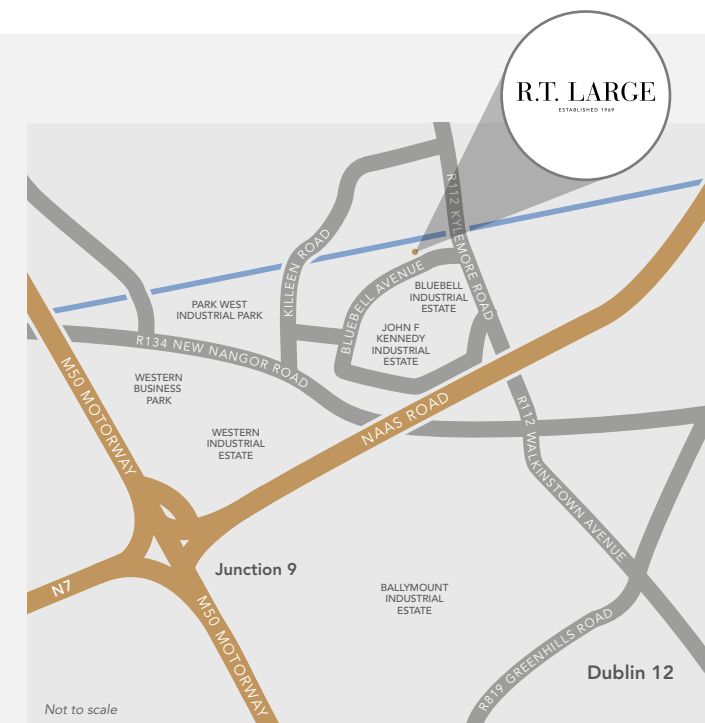 R.T. LARGE
ESTABLISHED 1969
R112 KYLEMORE ROAD
KILLEEN ROAD
BLUEBELL AVENUE
BLUEBELL
INDUSTRIAL
ESTATE
PARK WEST
INDUSTRIAL PARK
JOHN F
KENNEDY
INDUSTRIAL
ESTATE
R134 NEW NANGOR ROAD
M50 MOTORWAY
WESTERN
BUSINESS
PARK
NAAS ROAD
R112 WALKINSTOWN AVENUE
WESTERN
INDUSTRIAL
ESTATE
Junction 9
N7
BALLYMOUNT
INDUSTRIAL
ESTATE
M50 MOTORWAY
R819 GREENHILLS ROAD
Dublin 12
Not to scale